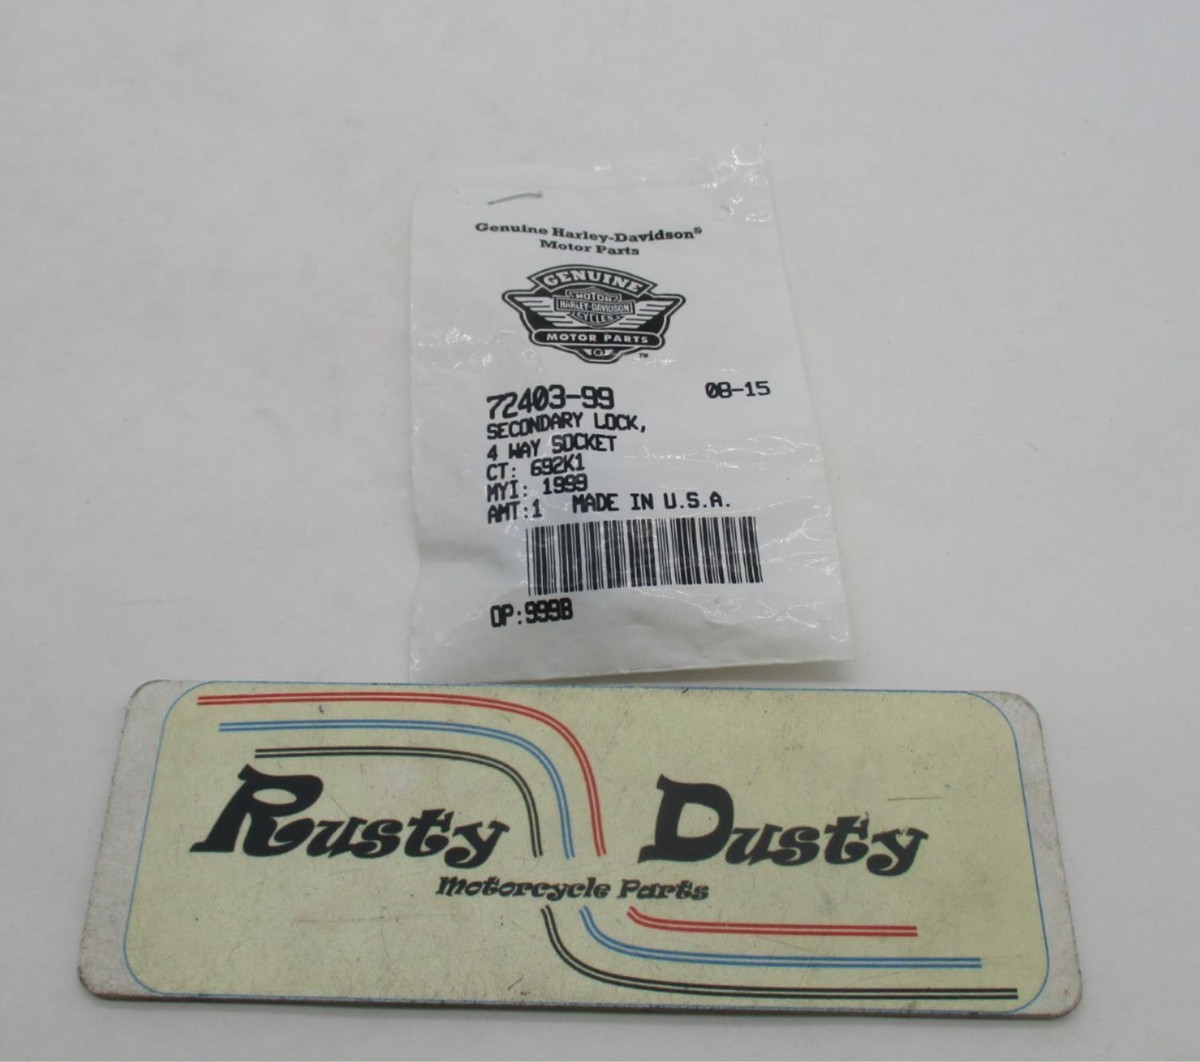 Genuine Harley-Davidson®
Motor Parts
GENUINE
MOTOR
HARLEY-DAVIDSON
CYCLES
MOTOR PARTS
™
72403-99 08-15
SECONDARY LOCK,
4 WAY SOCKET
CT: 692K1
MYI: 1999
AMT:1 MADE IN U.S.A.
OP:999B
Rusty Dusty
Motorcycle Parts